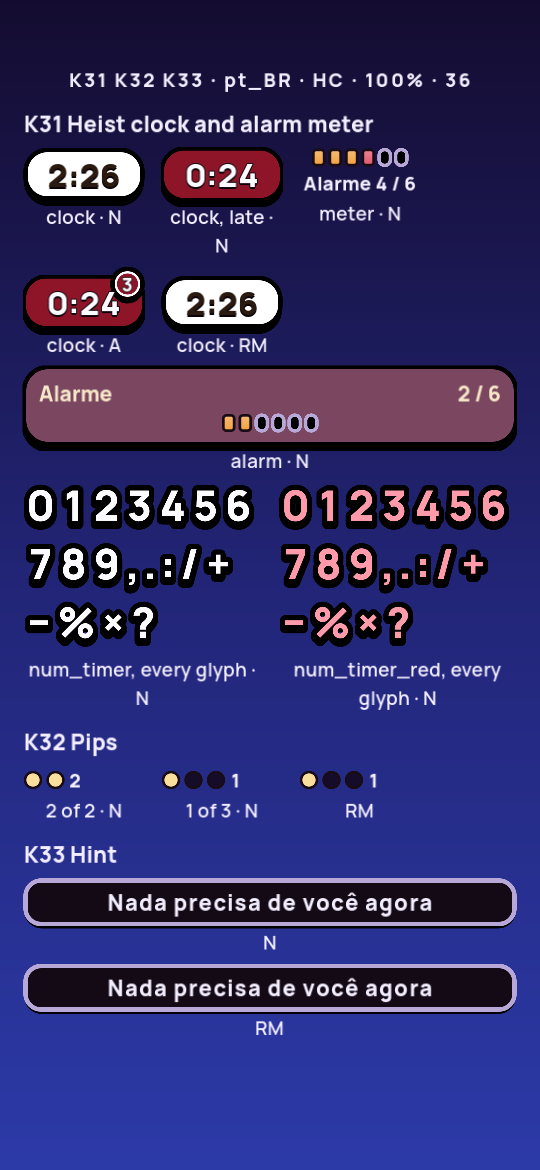 K31 K32 K33 · pt_BR · HC · 100% · 36
K31 Heist clock and alarm meter
2:26
0:24
Alarme 4 / 6
clock · N
clock, late ·
N
meter · N
0:24
3
2:26
clock · A
clock · RM
Alarme
2 / 6
alarm · N
0123456
789,.:/+
−%×?
num_timer, every glyph ·
N
0123456
789,.:/+
−%×?
num_timer_red, every
glyph · N
K32 Pips
2
1
1
2 of 2 · N
1 of 3 · N
RM
K33 Hint
Nada precisa de você agora
N
Nada precisa de você agora
RM